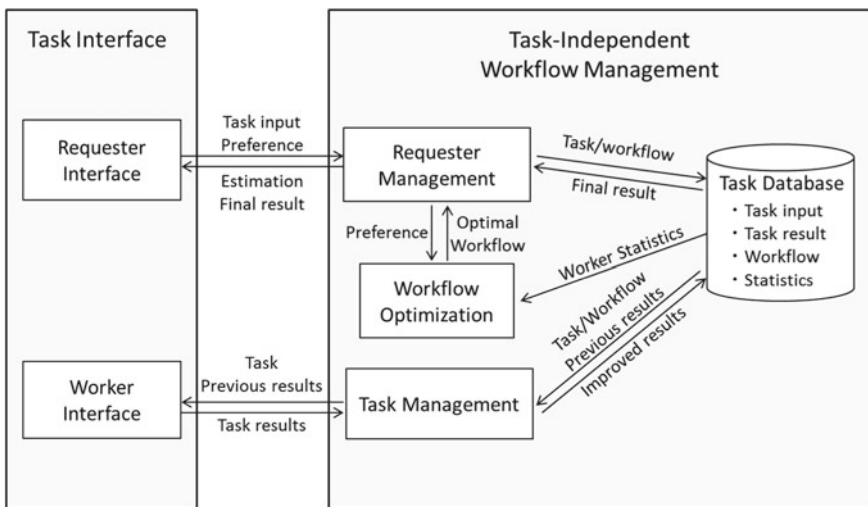 Task Interface
Task-Independent
Workflow Management
Requester
Interface
Task input
Preference
Estimation
Final result
Requester
Management
Task/workflow
Final result
Task Database
・Task input
・Task result
・Workflow
・Statistics
Preference
Optimal
Workflow
Worker Statistics
Workflow
Optimization
Task/Workflow
Previous results
Improved results
Worker
Interface
Task
Previous results
Task results
Task Management